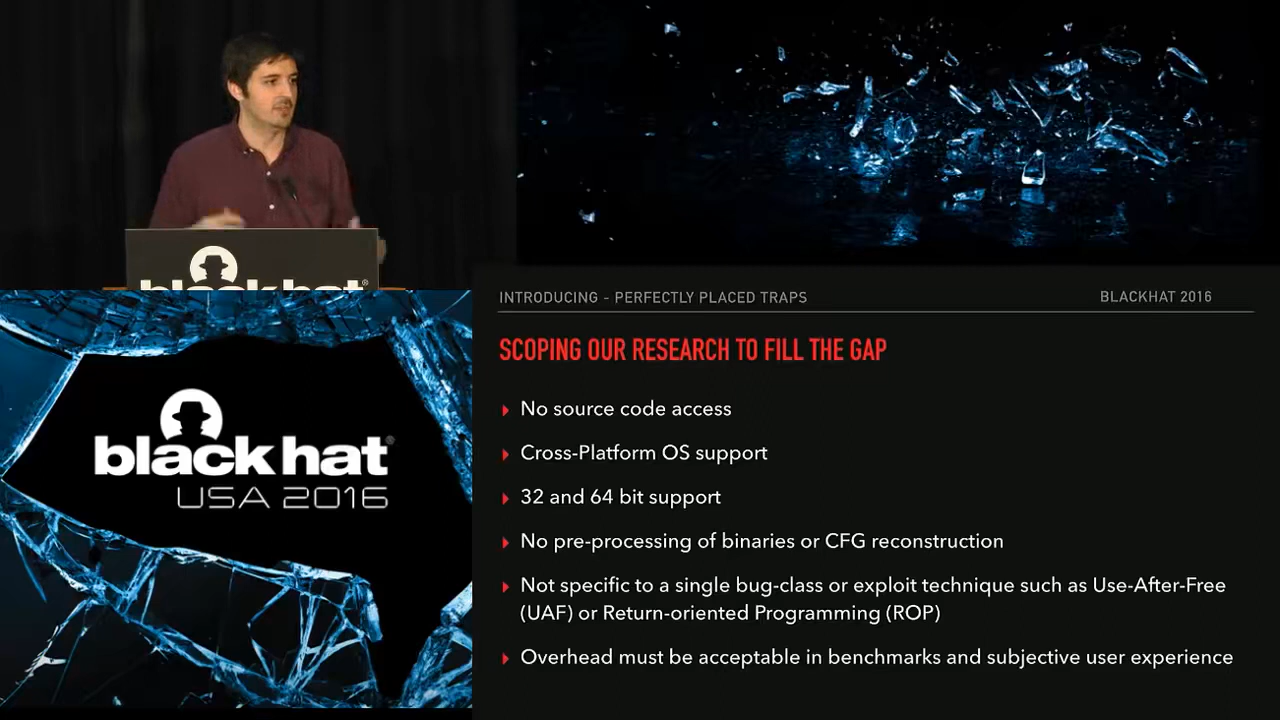 black hat®
black hat®
USA 2016
INTRODUCING - PERFECTLY PLACED TRAPS
BLACKHAT 2016
SCOPING OUR RESEARCH TO FILL THE GAP
No source code access
Cross-Platform OS support
32 and 64 bit support
No pre-processing of binaries or CFG reconstruction
Not specific to a single bug-class or exploit technique such as Use-After-Free
(UAF) or Return-oriented Programming (ROP)
Overhead must be acceptable in benchmarks and subjective user experience